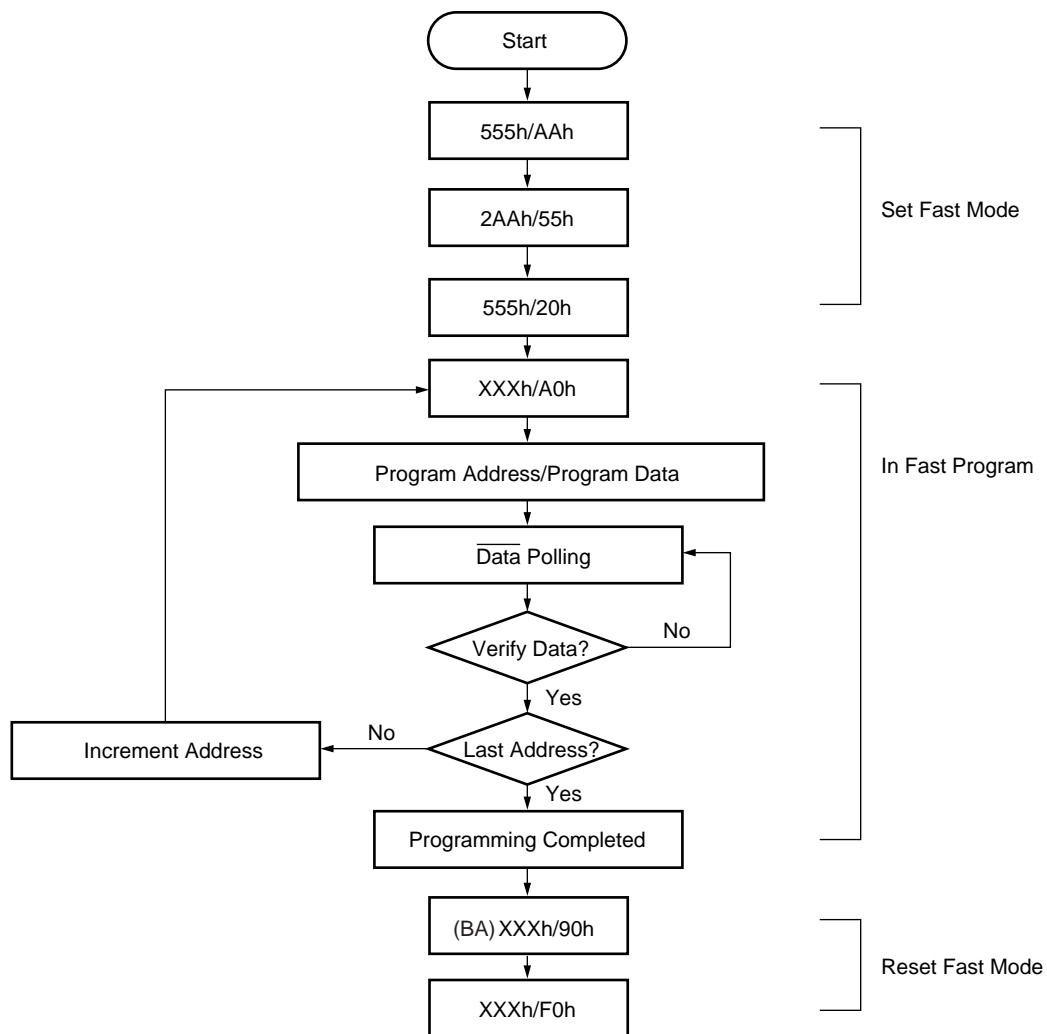 Start
555h/AAh
2AAh/55h
Set Fast Mode
555h/20h
XXXh/A0h
Program Address/Program Data
In Fast Program
Data Polling
Verify Data?
No
Yes
Increment Address
No
Last Address?
Yes
Programming Completed
(BA) XXXh/90h
Reset Fast Mode
XXXh/F0h